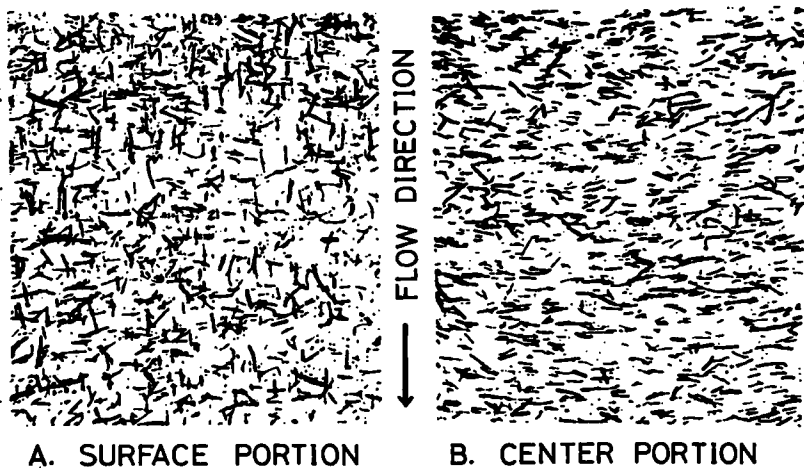 FLOW DIRECTION
A. SURFACE PORTION
B. CENTER PORTION